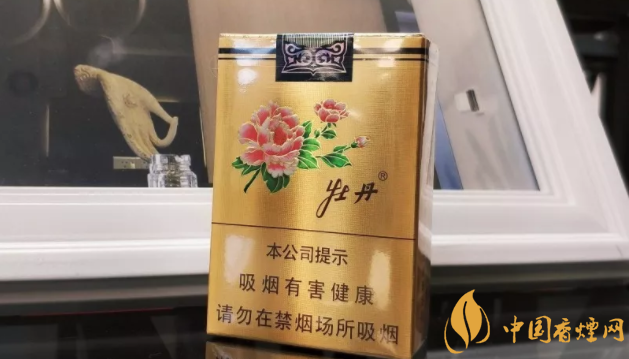 牡丹®
本公司提示
吸烟有害健康
请勿在禁烟场所吸烟
中国香煙网